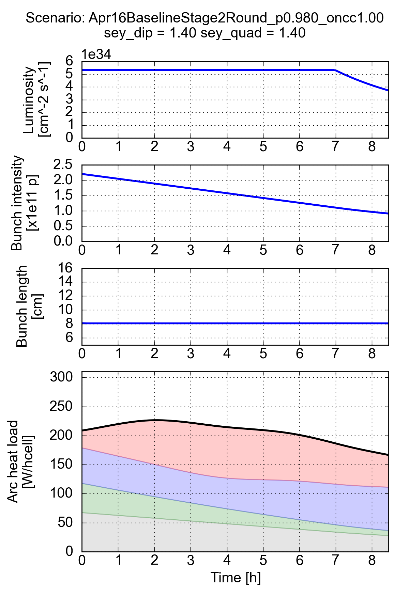 Scenario: Apr16BaselineStage2Round_p0.980_oncc1.00
sey_dip = 1.40 sey_quad = 1.40
1e34
Luminosity
[cm^-2 s^-1]
6
5
4
3
2
1
0
0 1 2 3 4 5 6 7 8
Bunch intensity
[x1e11 p]
2.5
2.0
1.5
1.0
0.5
0.0
0 1 2 3 4 5 6 7 8
Bunch length
[cm]
16
14
12
10
8
6
0 1 2 3 4 5 6 7 8
Arc heat load
[W/hcell]
300
250
200
150
100
50
0
0 1 2 3 4 5 6 7 8
Time [h]